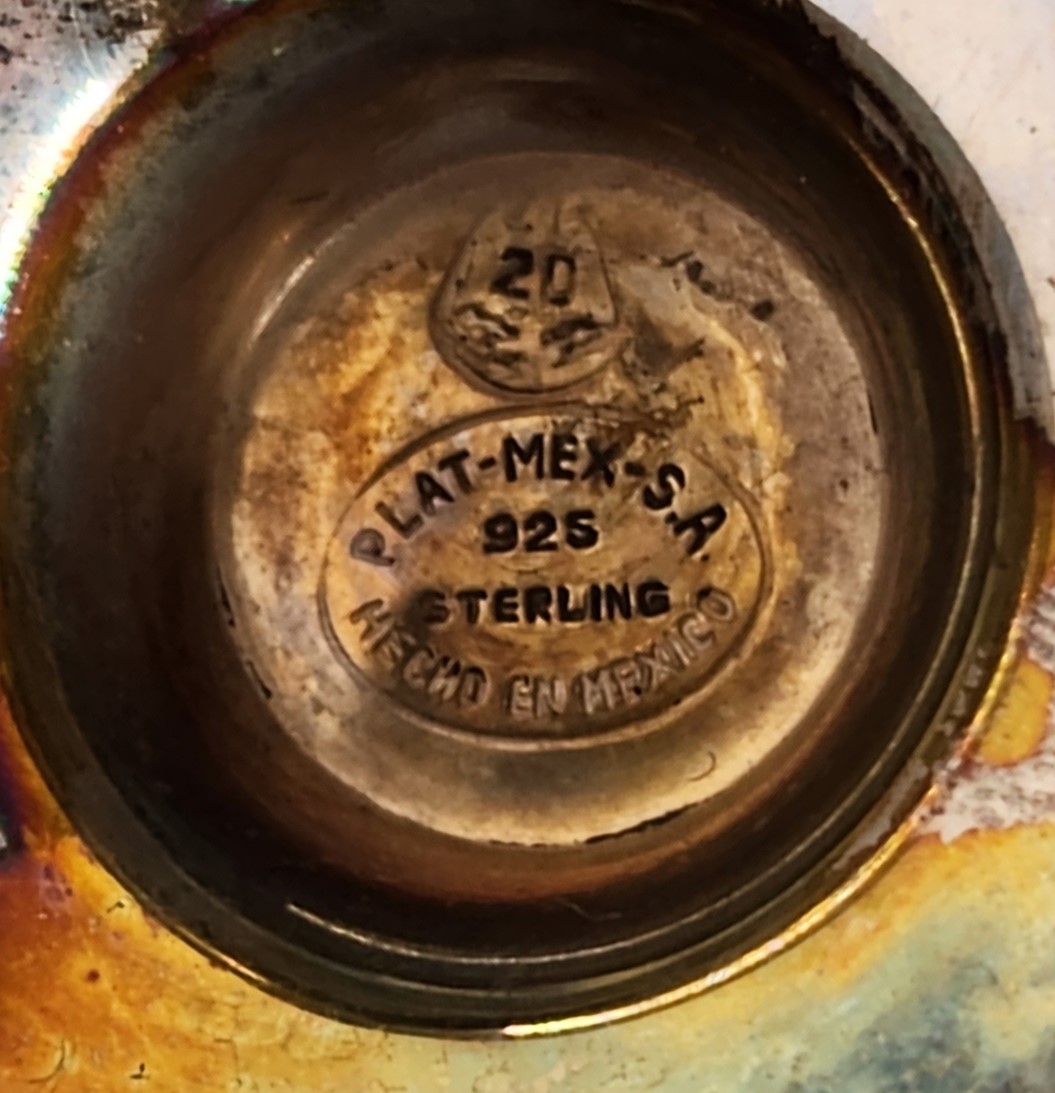 20
PLAT-MEX-S.A.
925
STERLING
HECHO EN MEXICO